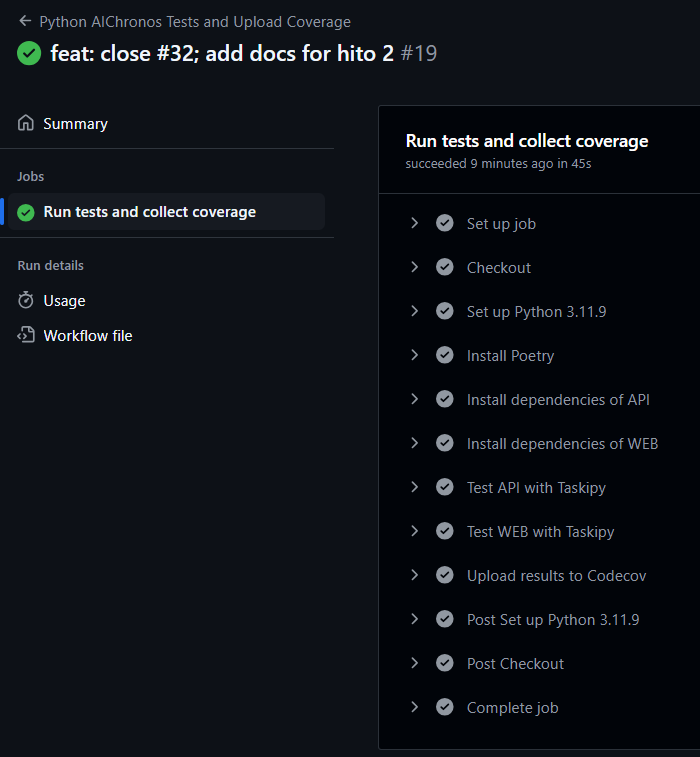 Python AIChronos Tests and Upload Coverage
feat: close #32; add docs for hito 2 #19
Summary
Jobs
Run tests and collect coverage
Run details
Usage
Workflow file
Run tests and collect coverage
succeeded 9 minutes ago in 45s
Set up job
Checkout
Set up Python 3.11.9
Install Poetry
Install dependencies of API
Install dependencies of WEB
Test API with Taskipy
Test WEB with Taskipy
Upload results to Codecov
Post Set up Python 3.11.9
Post Checkout
Complete job